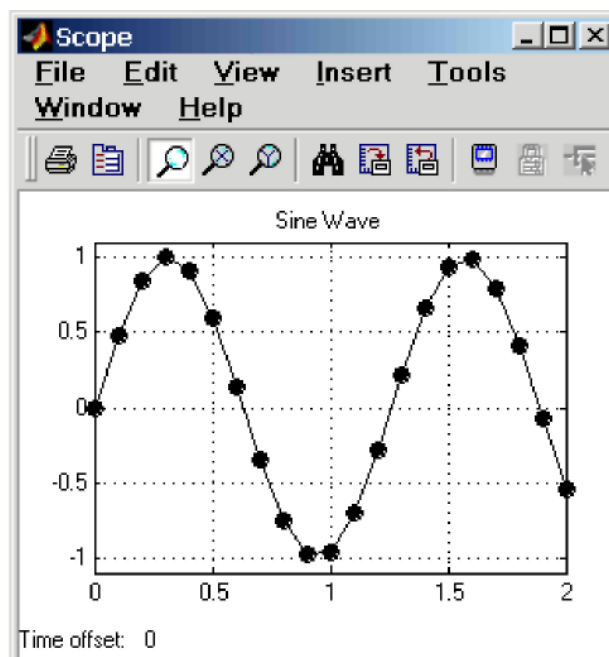 Scope
File Edit View Insert Tools
Window Help
Sine Wave
1
0.5
0
-0.5
-1
0 0.5 1 1.5 2
Time offset: 0